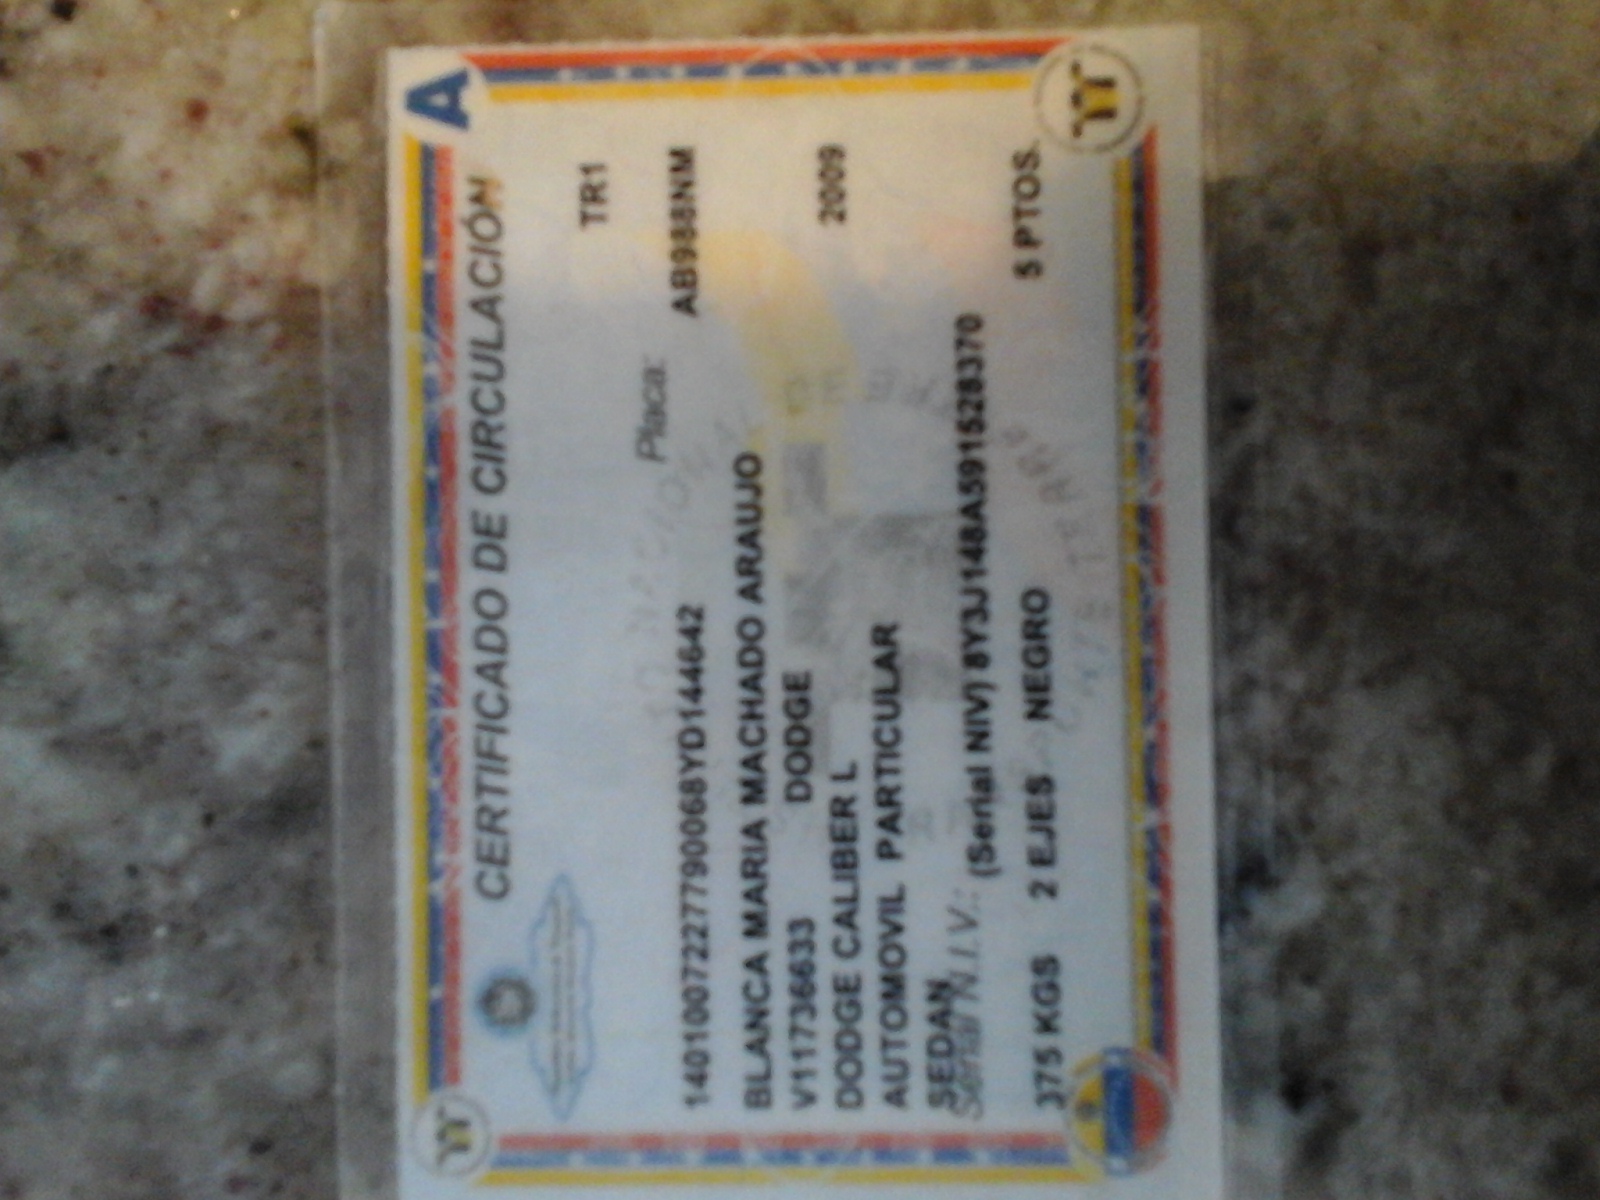 A
CERTIFICADO DE CIRCULACIÓN
TR1
Placa:
140100722777790068YD144642 AB988NM
BLANCA MARIA MACHADO ARAUJO
V11736633 DODGE 2009
DODGE CALIBER L
AUTOMOVIL PARTICULAR
SEDAN
Serial N.I.V.: (Serial NIV) 8Y3J148A591528370
375 KGS 2 EJES NEGRO 5 PTOS.